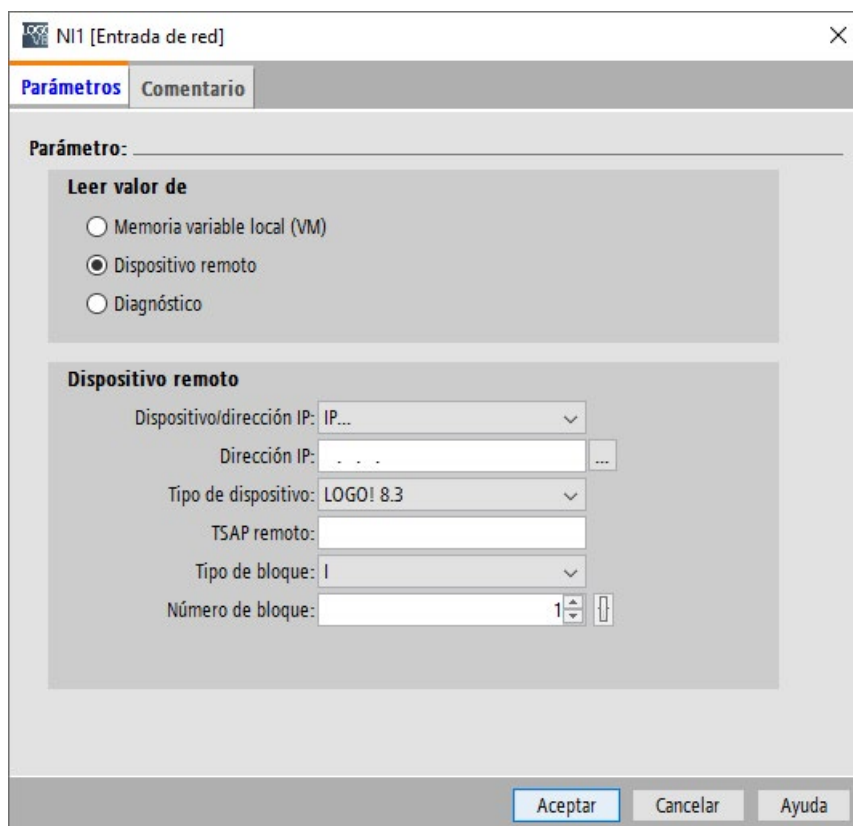 NI1 [Entrada de red]
Parámetros Comentario
Parámetro:
Leer valor de
Memoria variable local (VM)
Dispositivo remoto
Diagnóstico
Dispositivo remoto
Dispositivo/dirección IP: IP...
Dirección IP: . . . ...
Tipo de dispositivo: LOGO! 8.3
TSAP remoto:
Tipo de bloque: I
Número de bloque: 1
Aceptar Cancelar Ayuda